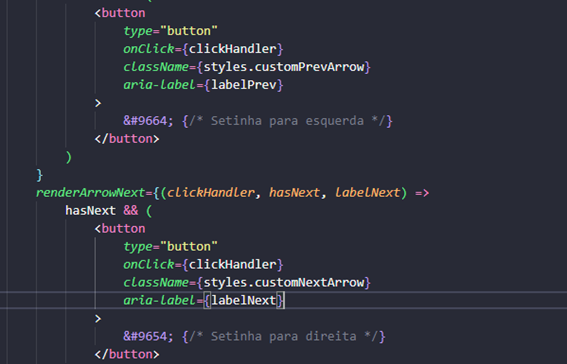 <button
type="button"
onClick={clickHandler}
className={styles.customPrevArrow}
aria-label={labelPrev}
>
&#9664; {/* Setinha para esquerda */}
</button>
)
}
renderArrowNext={(clickHandler, hasNext, labelNext) =>
hasNext && (
<button
type="button"
onClick={clickHandler}
className={styles.customNextArrow}
aria-label={labelNext}
>
&#9654; {/* Setinha para direita */}
</button>